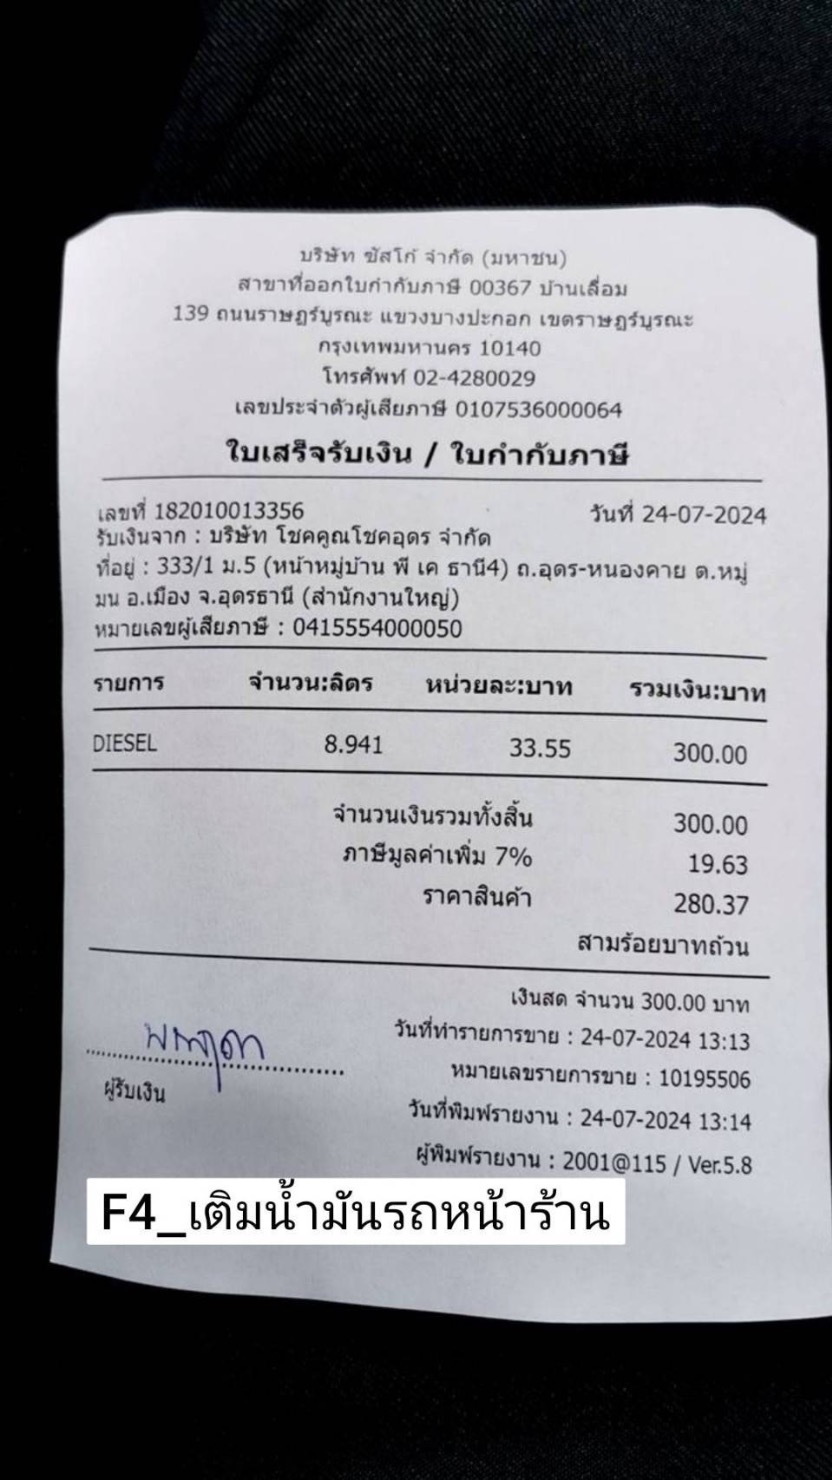 บริษัท ซัสโก้ จำกัด (มหาชน)
สาขาที่ออกใบกำกับภาษี 00367 บ้านเลื่อม
139 ถนนราษฎร์บูรณะ แขวงบางปะกอก เขตราษฎร์บูรณะ
กรุงเทพมหานคร 10140
โทรศัพท์ 02-4280029
เลขประจำตัวผู้เสียภาษี 0107536000064
ใบเสร็จรับเงิน / ใบกำกับภาษี
เลขที่ 182010013356 วันที่ 24-07-2024
รับเงินจาก : บริษัท โชคคูณโชคอุดร จำกัด
ที่อยู่ : 333/1 ม.5 (หน้าหมู่บ้าน พี เค ธานี4) ถ.อุดร-หนองคาย ต.หมู
มน อ.เมือง จ.อุดรธานี (สำนักงานใหญ่)
หมายเลขผู้เสียภาษี : 0415554000050
รายการ จำนวน:ลิตร หน่วยละ:บาท รวมเงิน:บาท
DIESEL 8.941 33.55 300.00
จำนวนเงินรวมทั้งสิ้น 300.00
ภาษีมูลค่าเพิ่ม 7% 19.63
ราคาสินค้า 280.37
สามร้อยบาทถ้วน
เงินสด จำนวน 300.00 บาท
วันที่ทำรายการขาย : 24-07-2024 13:13
หมายเลขรายการขาย : 10195506
ผู้รับเงิน
วันที่พิมพ์รายงาน : 24-07-2024 13:14
ผู้พิมพ์รายงาน : 2001@115 / Ver.5.8
F4_เติมน้ำมันรถหน้าร้าน